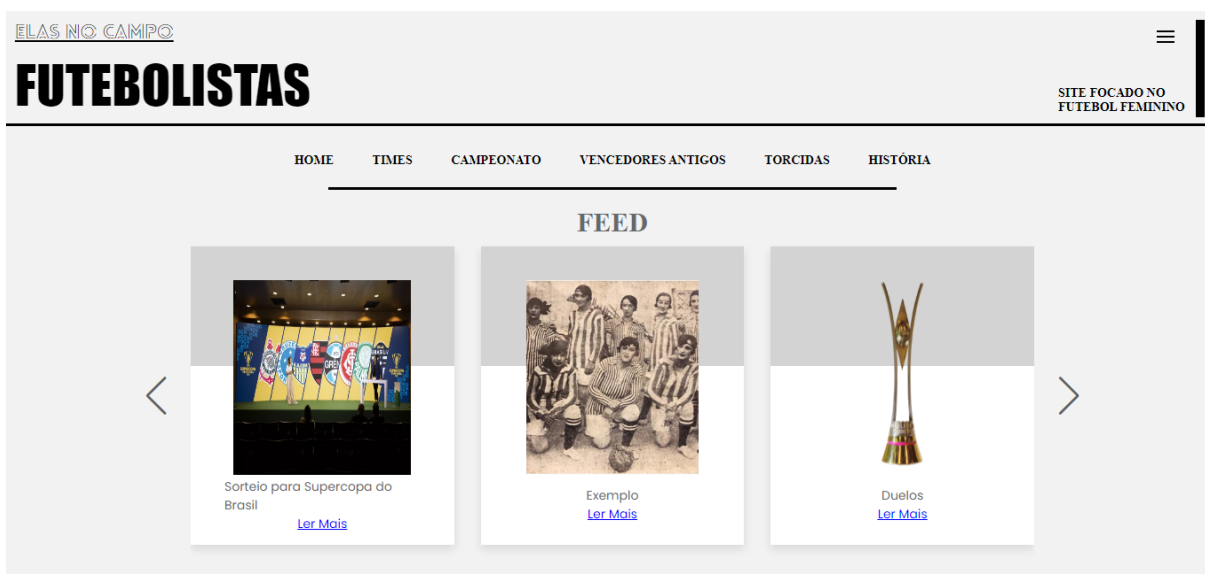 ELAS NO CAMPO
FUTEBOLISTAS
SITE FOCADO NO
FUTEBOL FEMININO
HOME TIMES CAMPEONATO VENCEDORES ANTIGOS TORCIDAS HISTÓRIA
FEED
Sorteio para Supercopa do
Brasil
Ler Mais
Exemplo
Ler Mais
Duelos
Ler Mais